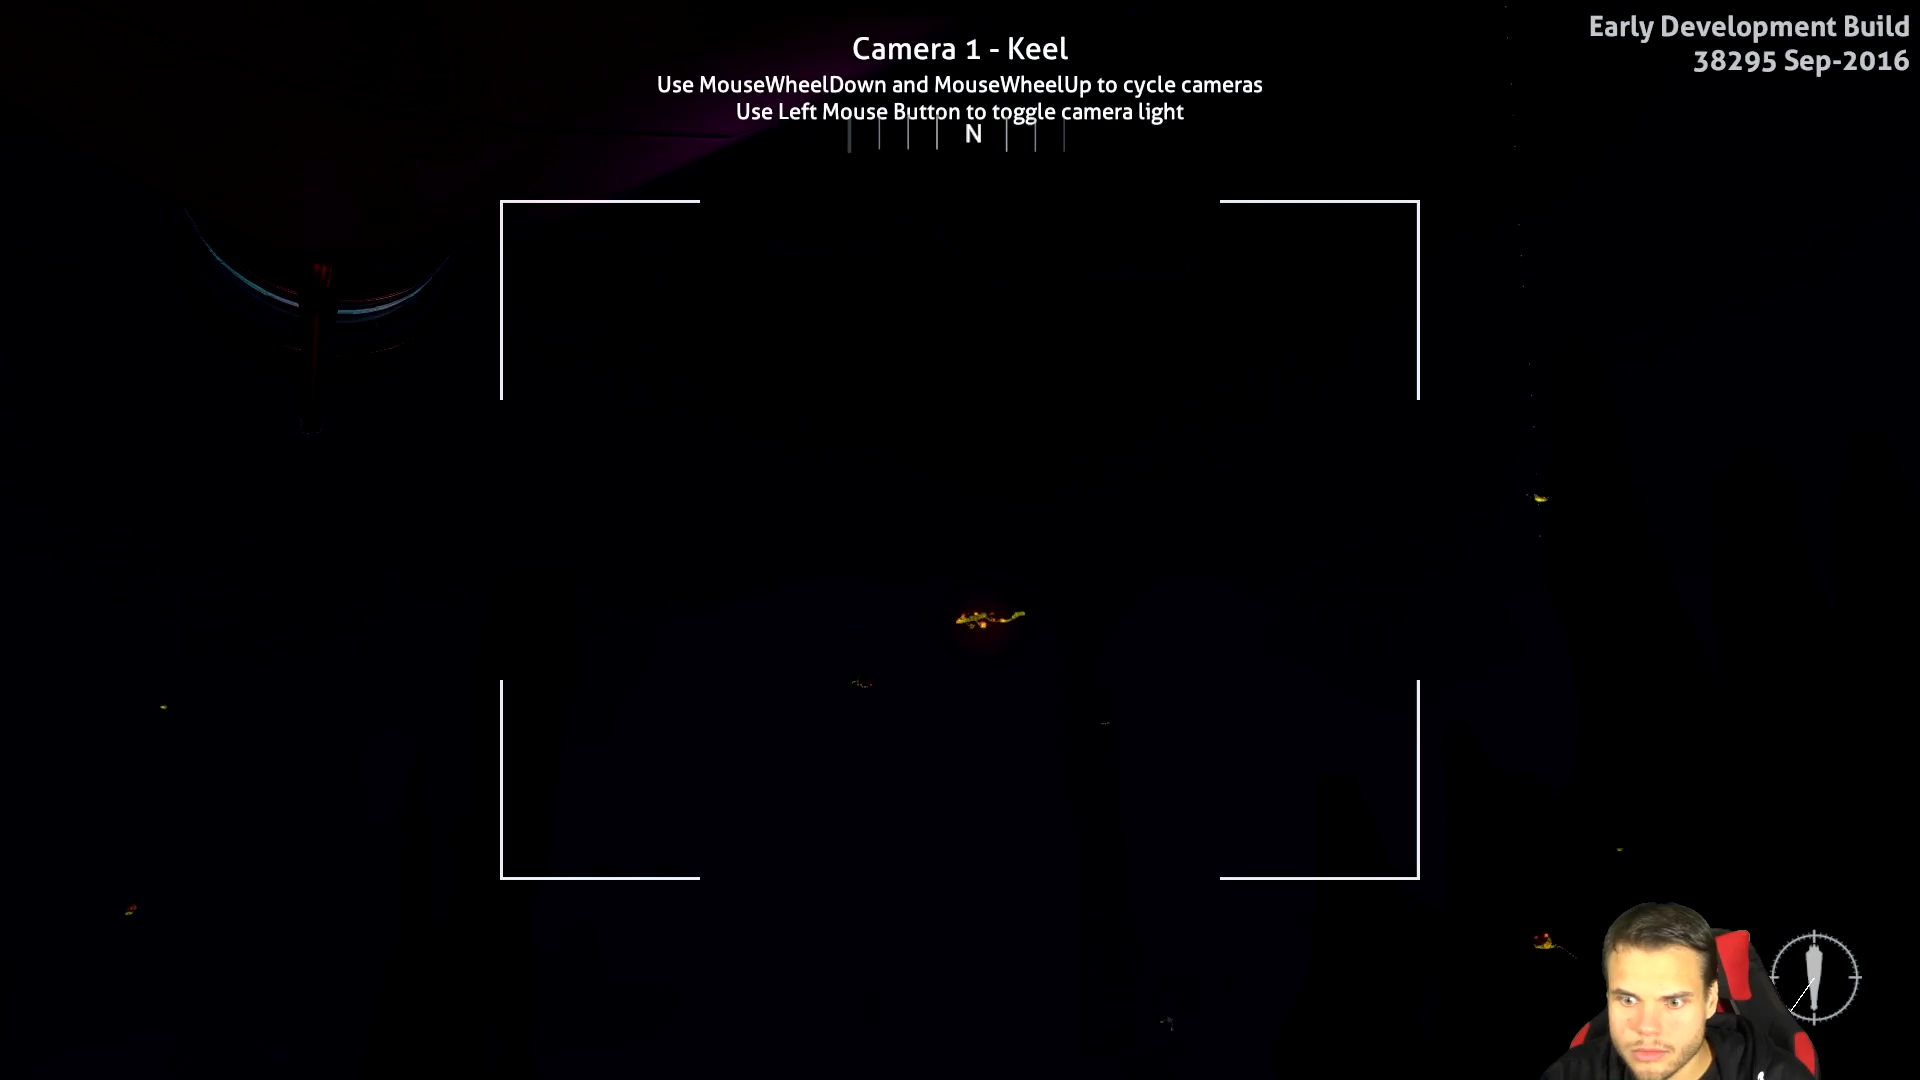 Early Development Build
38295 Sep-2016
Camera 1 - Keel
Use MouseWheelDown and MouseWheelUp to cycle cameras
Use Left Mouse Button to toggle camera light
N